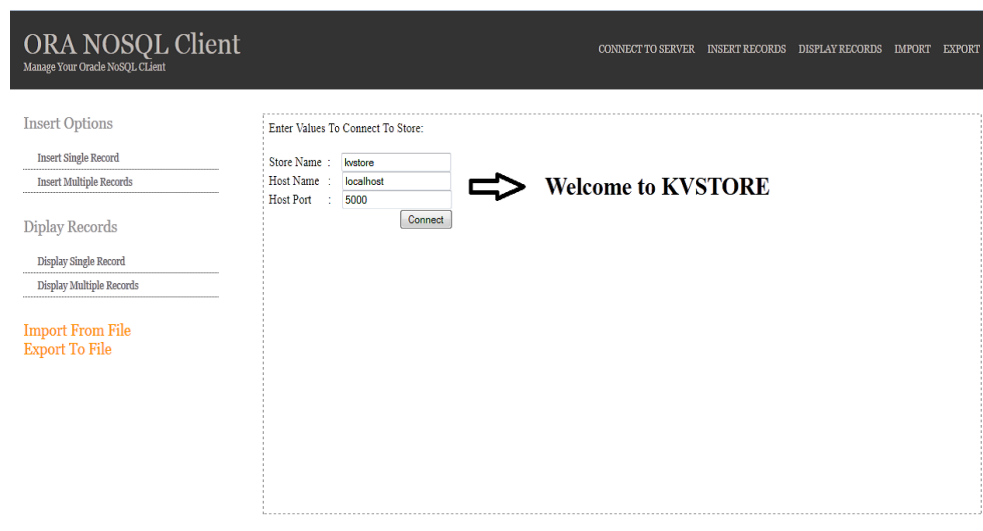 ORA NOSQL Client
Manage Your Oracle NoSQL CLient
CONNECT TO SERVER INSERT RECORDS DISPLAY RECORDS IMPORT EXPORT
Insert Options
Insert Single Record
Insert Multiple Records
Diplay Records
Display Single Record
Display Multiple Records
Import From File
Export To File
Enter Values To Connect To Store:
Store Name : kvstore
Host Name : localhost
Host Port : 5000
Connect
Welcome to KVSTORE